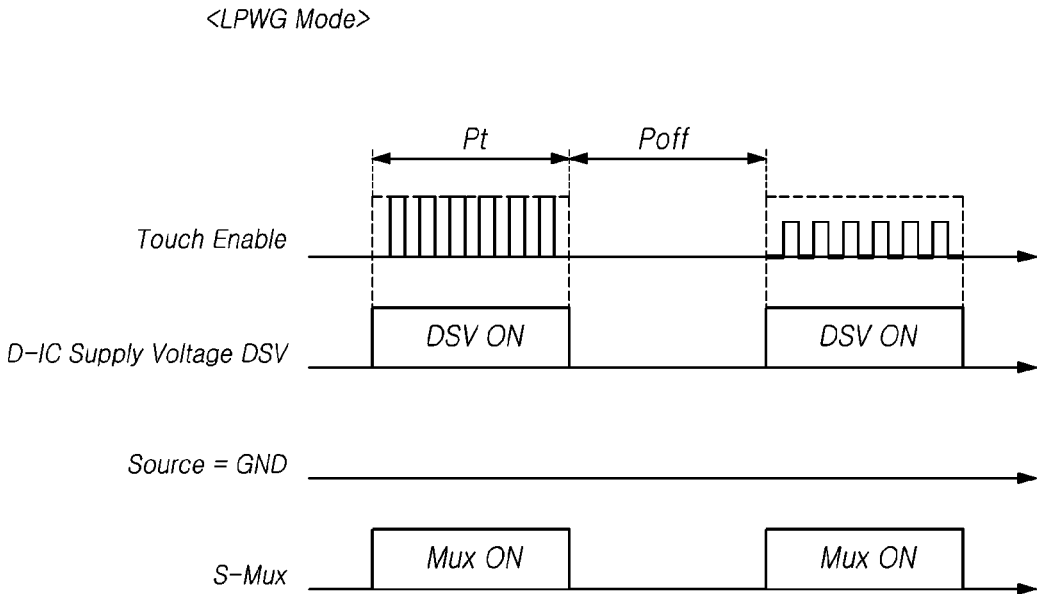 <LPWG Mode>
Pt
Poff
Touch Enable
DSV ON
DSV ON
D-IC Supply Voltage DSV
Source = GND
Mux ON
Mux ON
S-Mux